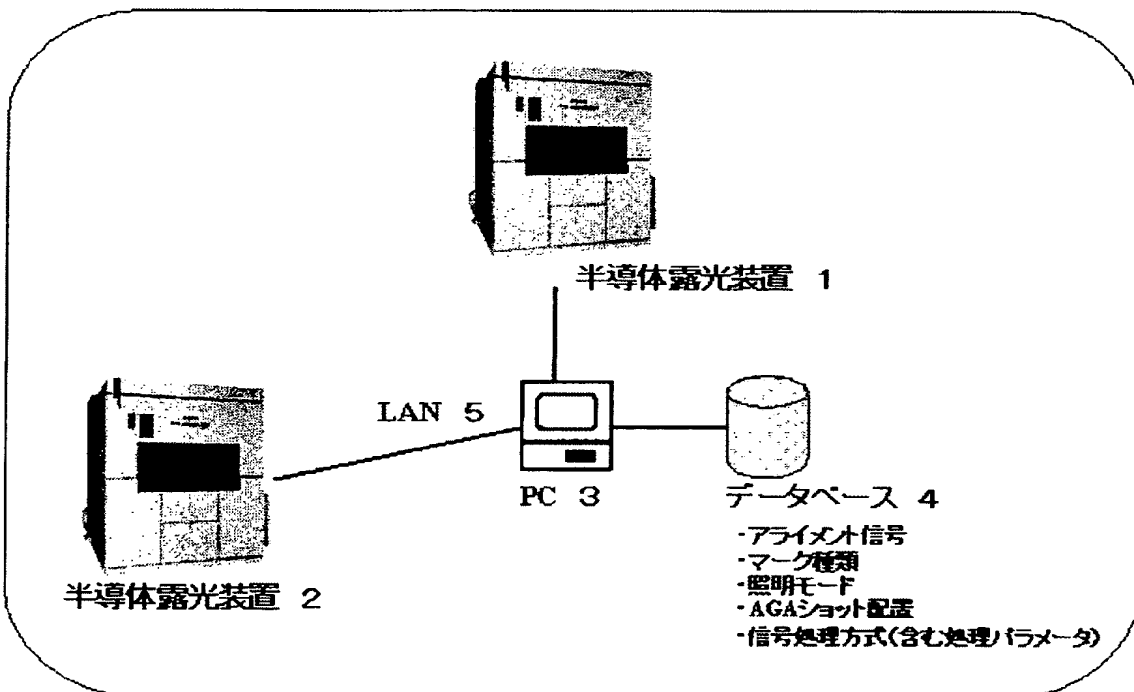 半導体露光装置 1
LAN 5
PC 3
データベース 4
・アライメント信号
・マーク種類
・照明モード
・AGAショット配置
・信号処理方式(含む処理パラメータ)
半導体露光装置 2